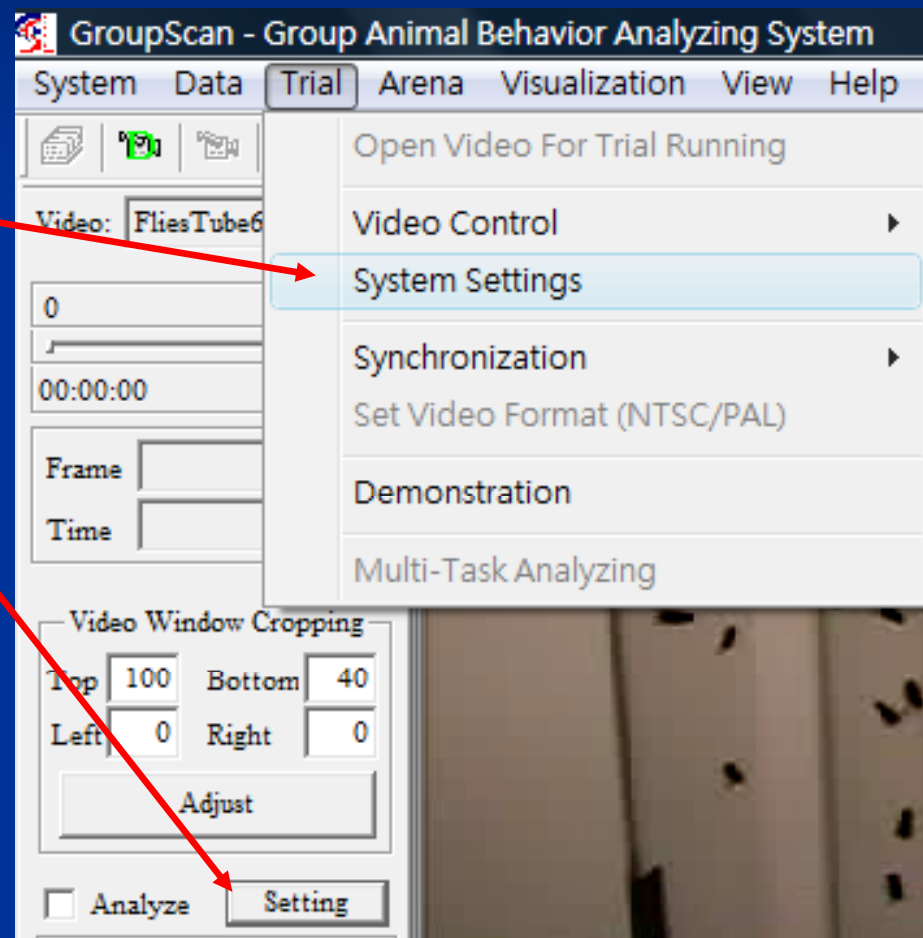 GroupScan - Group Animal Behavior Analyzing System
System Data Trial Arena Visualization View Help
Open Video For Trial Running
Video: FliesTube6
Video Control
System Settings
0
Synchronization
00:00:00
Set Video Format (NTSC/PAL)
Frame
Demonstration
Time
Multi-Task Analyzing
Video Window Cropping
Top 100 Bottom 40
Left 0 Right 0
Adjust
Analyze Setting